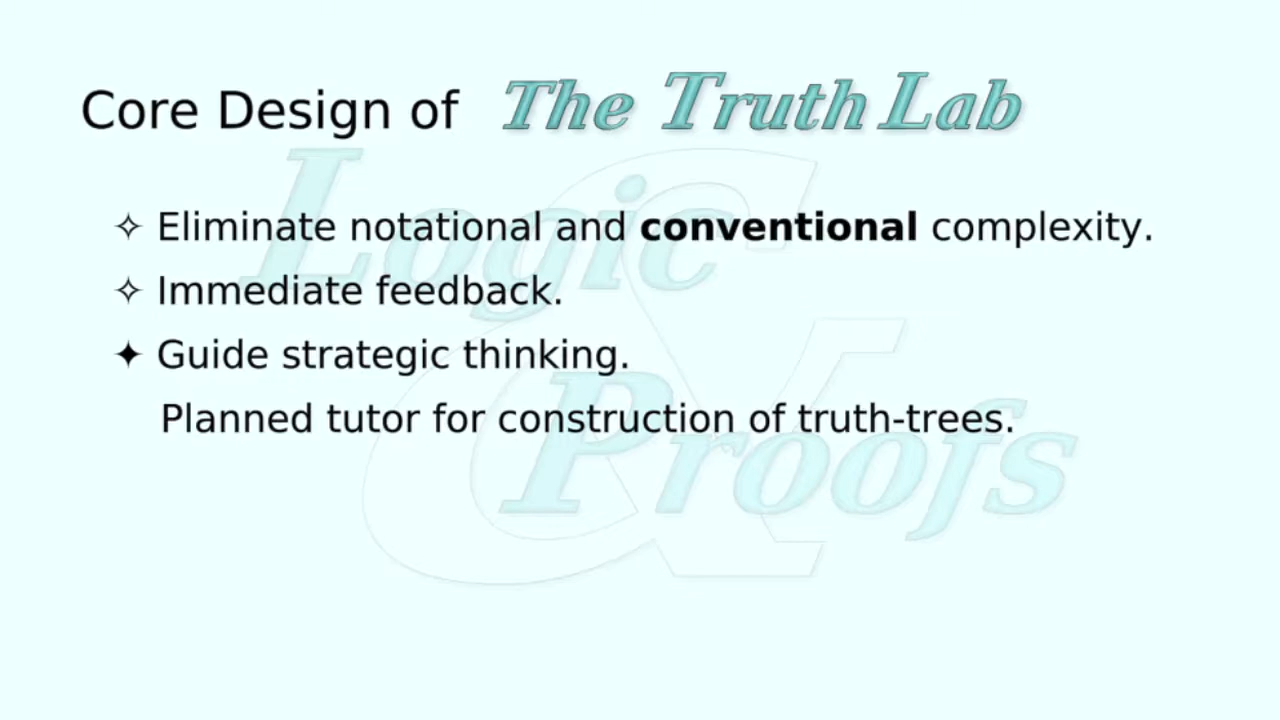 Core Design of The Truth Lab
✧ Eliminate notational and conventional complexity.
✧ Immediate feedback.
✦ Guide strategic thinking.
Planned tutor for construction of truth-trees.
Logic
&
Proofs